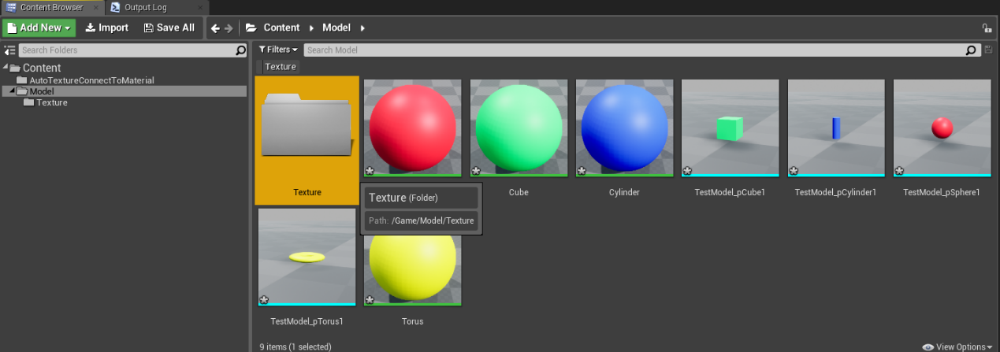 Content Browser
Output Log
Add New
Import
Save All
Content
Model
Search Folders
Filters
Search Model
Content
AutoTextureConnectToMaterial
Model
Texture
Texture
Texture
Cube
Cylinder
TestModel_pCube1
TestModel_pCylinder1
TestModel_pSphere1
Texture (Folder)
Path: /Game/Model/Texture
TestModel_pTorus1
Torus
9 items (1 selected)
View Options